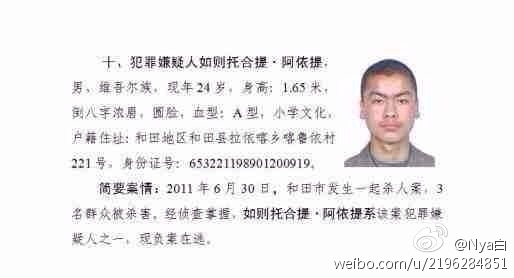 十、犯罪嫌疑人如则托合提·阿依提，
男、维吾尔族，现年24岁，身高：1.65米，
倒八字浓眉，圆脸，血型：A型，小学文化，
户籍住址：和田地区和田县拉依喀乡喀鲁依村
221号，身份证号：653221198901200919。
简要案情：2011年6月30日，和田市发生一起杀人案，3
名群众被杀害。经侦查掌握，如则托合提·阿依提系该案犯罪嫌
疑人之一，现负案在逃。
@Nya白
weibo.com/u/2196284851